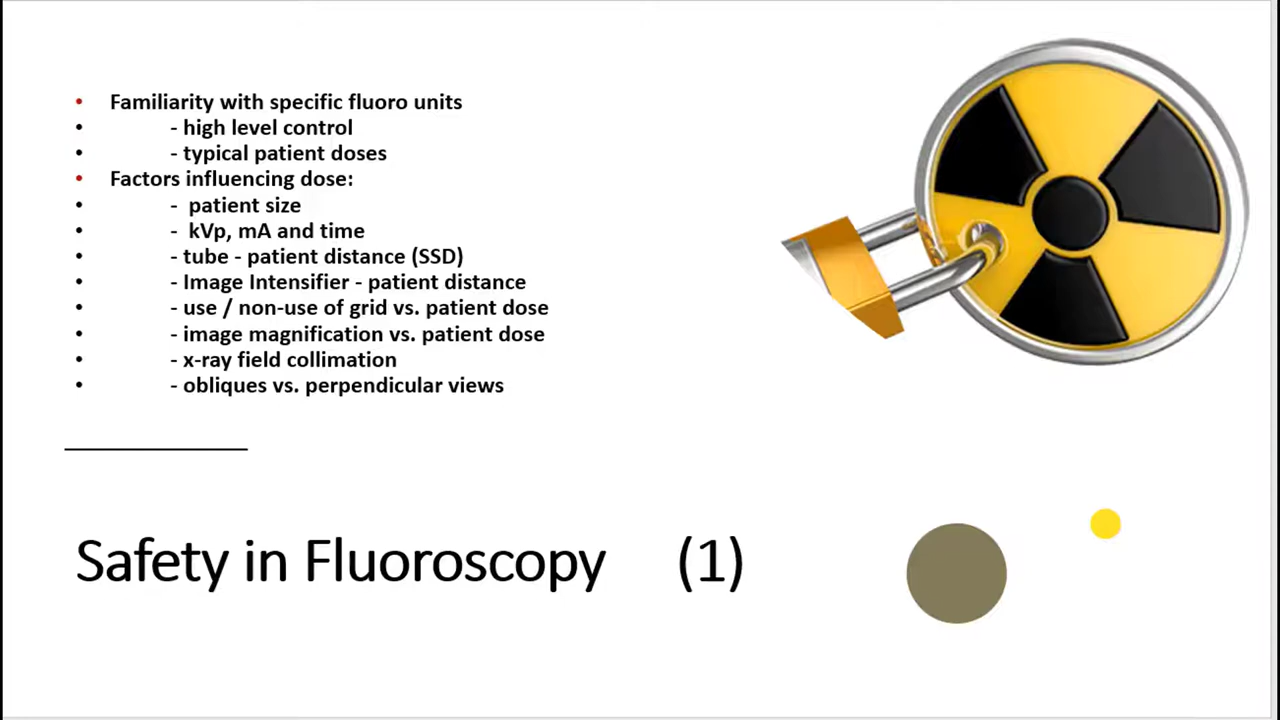 • Familiarity with specific fluoro units
• - high level control
• - typical patient doses
• Factors influencing dose:
• - patient size
• - kVp, mA and time
• - tube - patient distance (SSD)
• - Image Intensifier - patient distance
• - use / non-use of grid vs. patient dose
• - image magnification vs. patient dose
• - x-ray field collimation
• - obliques vs. perpendicular views
Safety in Fluoroscopy (1)